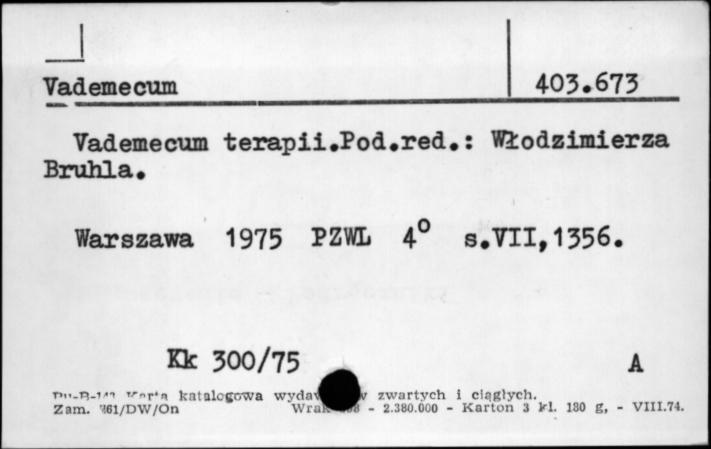 Vademecum 403.673
Vademecum terapii.Pod.red.: Włodzimierza
Bruhla.
Warszawa 1975 PZWL 4° s.VII,1356.
Kk 300/75 A
Karta katalogowa zwartych i ciągłych.
Zam. /DW/On - 2.380.000 - Karton 3 kl. 180 g, - VIII.74.